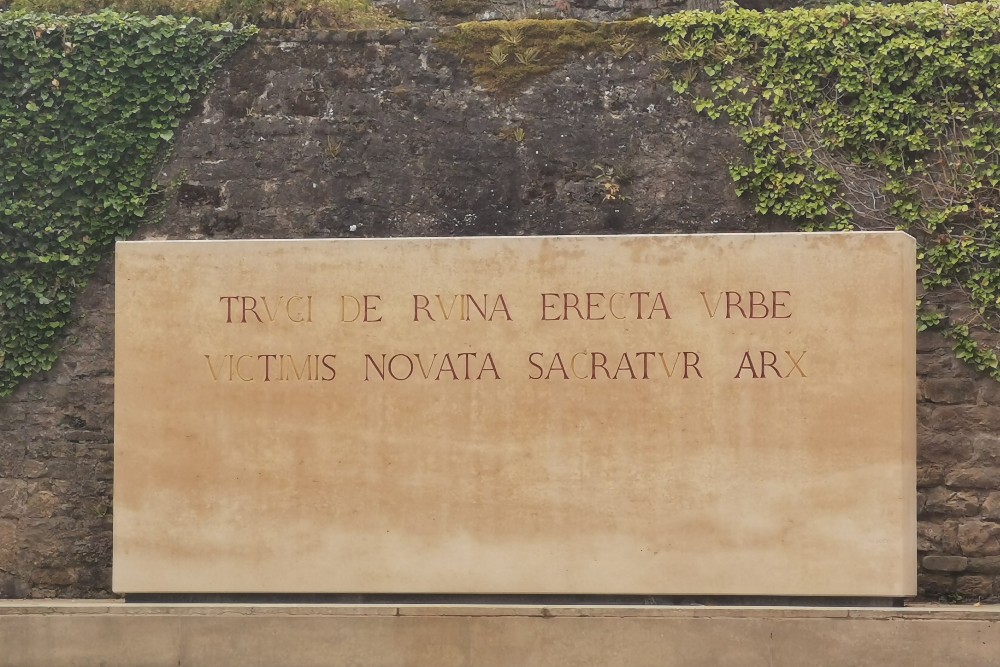 TRVCI DE RVINA ERECTA VRBE
VICTIMIS NOVATA SACRATVR ARX